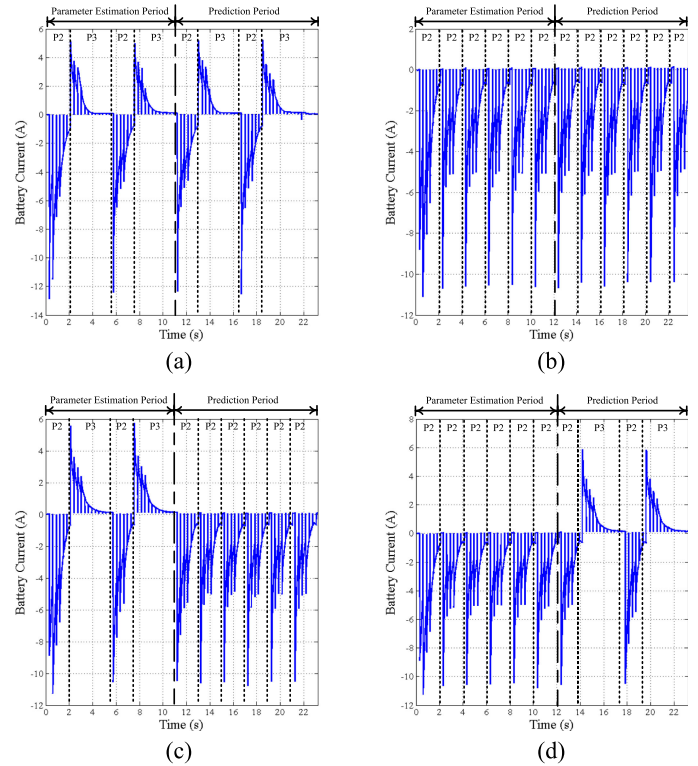 Parameter Estimation Period Prediction Period
P2 P3 P2 P3 P2 P3 P2 P3
Battery Current (A)
6
4
2
0
-2
-4
-6
-8
-10
-12
-14
0 2 4 6 8 10 12 14 16 18 20 22
Time (s)
(a)
Parameter Estimation Period Prediction Period
P2 P2 P2 P2 P2 P2 P2 P2 P2 P2 P2 P2
Battery Current (A)
2
0
-2
-4
-6
-8
-10
-12
0 2 4 6 8 10 12 14 16 18 20 22
Time (s)
(b)
Parameter Estimation Period Prediction Period
P2 P3 P2 P3 P2 P2 P2 P2 P2 P2
Battery Current (A)
6
4
2
0
-2
-4
-6
-8
-10
-12
0 2 4 6 8 10 12 14 16 18 20 22
Time (s)
(c)
Parameter Estimation Period Prediction Period
P2 P2 P2 P2 P2 P2 P2 P3 P2 P3
Battery Current (A)
8
6
4
2
0
-2
-4
-6
-8
-10
-12
0 2 4 6 8 10 12 14 16 18 20 22
Time (s)
(d)